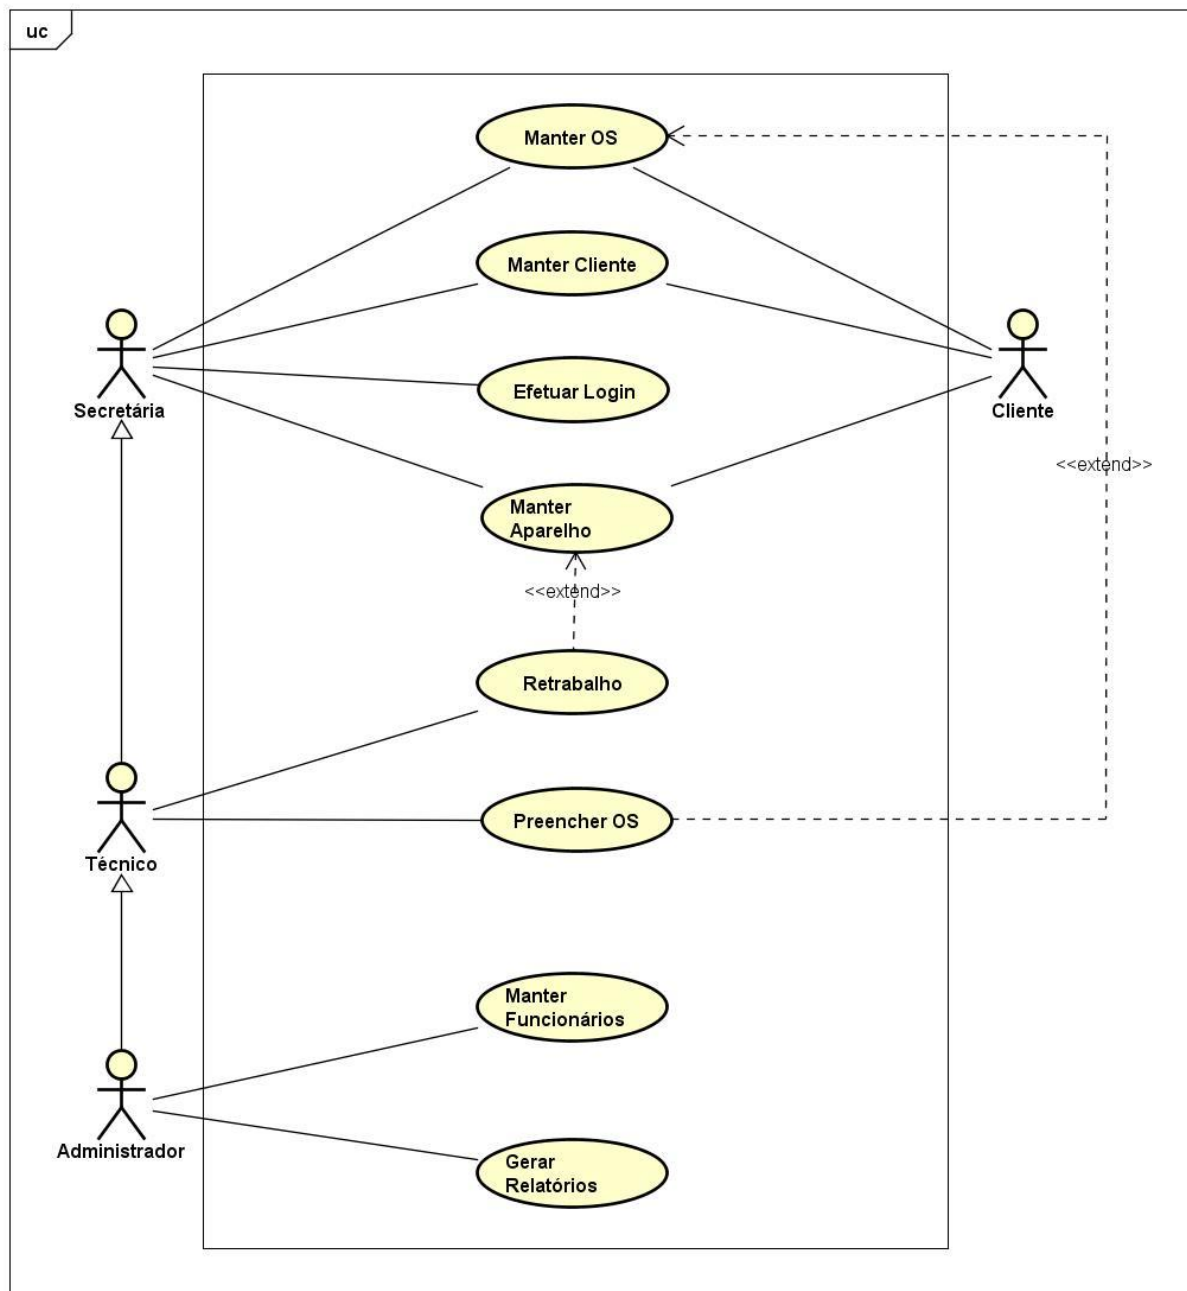 uc
Manter OS
Manter Cliente
Secretária
Efetuar Login
Cliente
<<extend>>
Manter
Aparelho
<<extend>>
Retrabalho
Preencher OS
Técnico
Manter
Funcionários
Administrador
Gerar
Relatórios